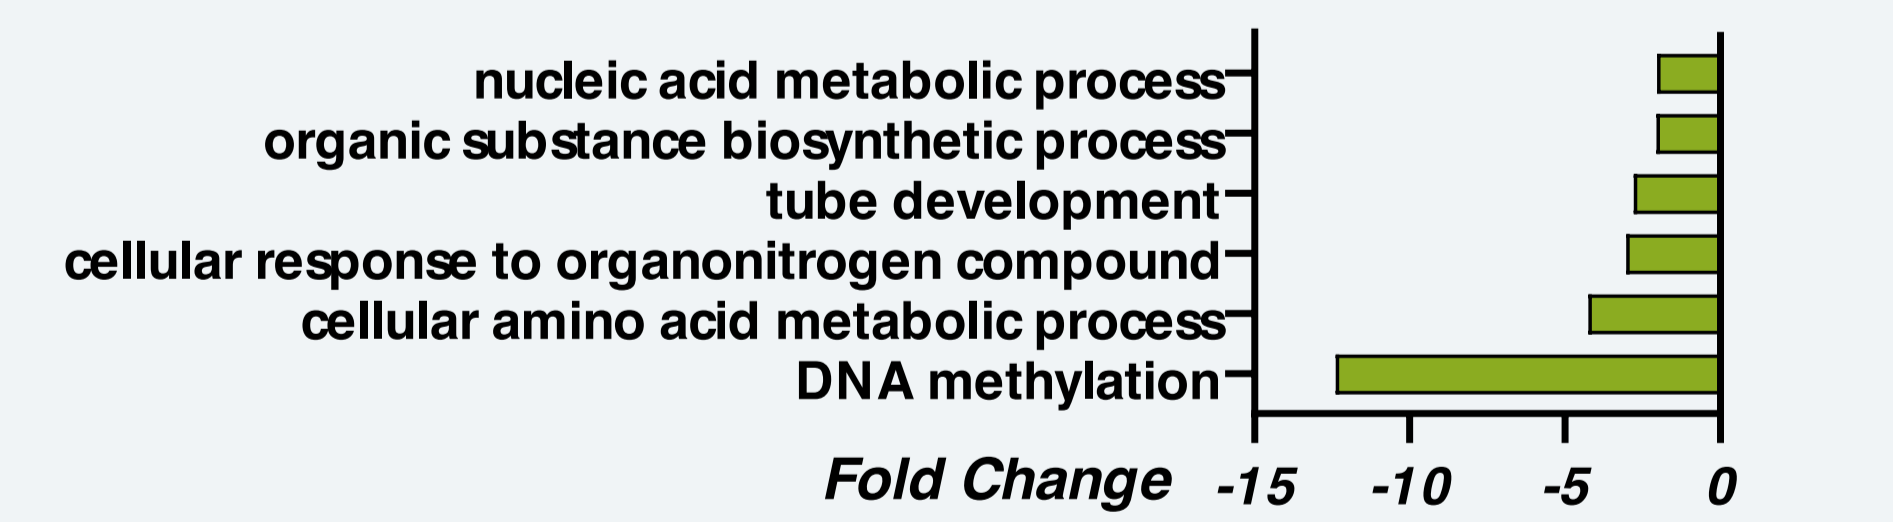 nucleic acid metabolic process
organic substance biosynthetic process
tube development
cellular response to organonitrogen compound
cellular amino acid metabolic process
DNA methylation
Fold Change -15 -10 -5 0